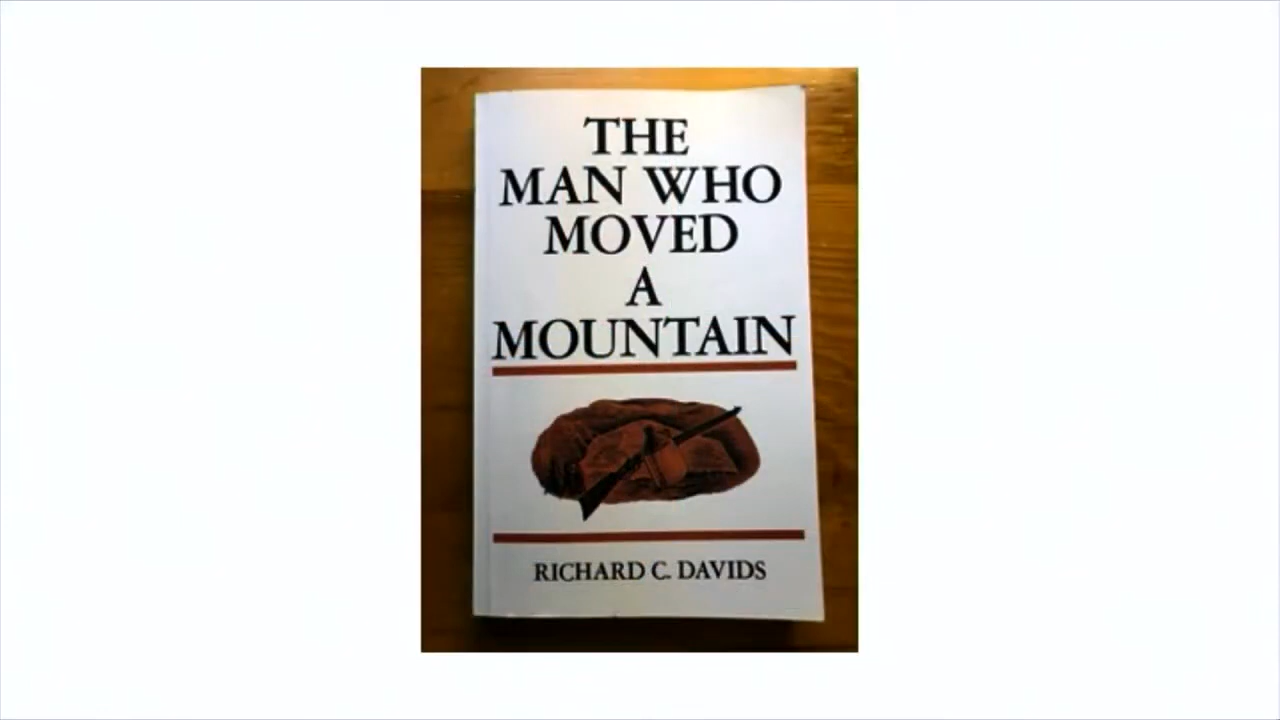 THE
MAN WHO
MOVED
A
MOUNTAIN
RICHARD C. DAVIDS